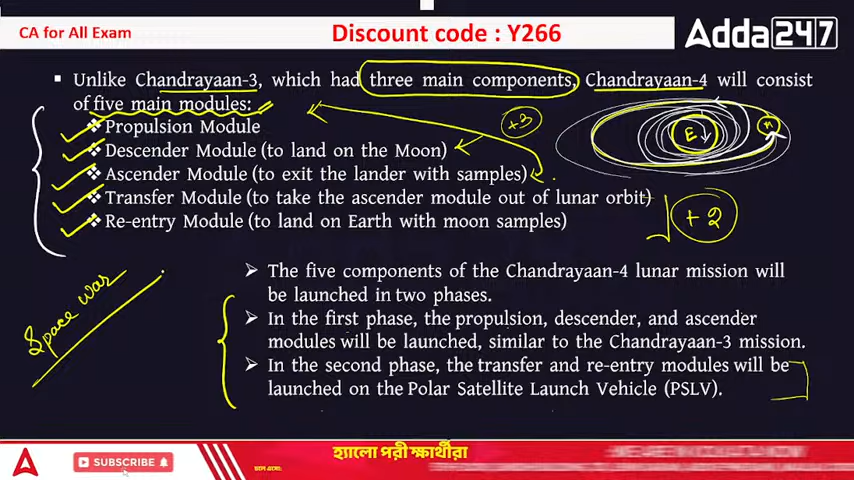 CA for All Exam
Discount code : Y266
Adda247
▪ Unlike Chandrayaan-3, which had three main components, Chandrayaan-4 will consist
of five main modules:
❖ Propulsion Module
❖ Descender Module (to land on the Moon)
❖ Ascender Module (to exit the lander with samples)
❖ Transfer Module (to take the ascender module out of lunar orbit)
❖ Re-entry Module (to land on Earth with moon samples)
+3
E
+2
Space war
➢ The five components of the Chandrayaan-4 lunar mission will
be launched in two phases.
➢ In the first phase, the propulsion, descender, and ascender
modules will be launched, similar to the Chandrayaan-3 mission.
➢ In the second phase, the transfer and re-entry modules will be
launched on the Polar Satellite Launch Vehicle (PSLV).
SUBSCRIBE
হ্যালো পরীক্ষার্থীরা